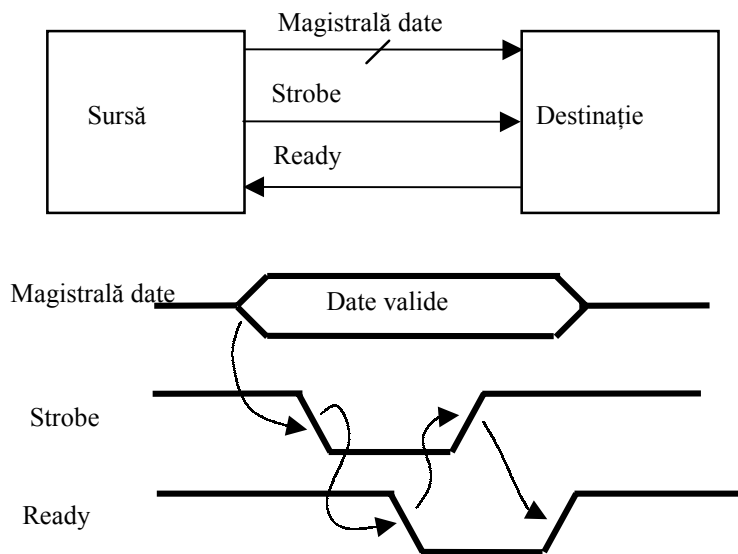 Magistrală date
Strobe
Sursă
Destinație
Ready
Magistrală date
Date valide
Strobe
Ready